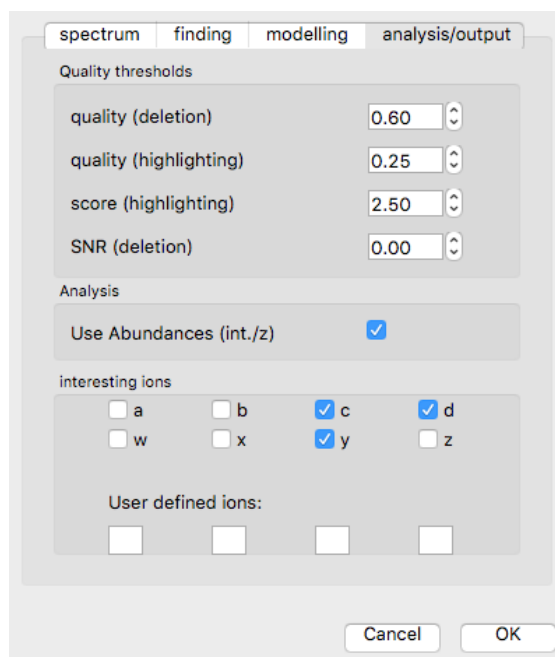 spectrum finding modelling analysis/output
Quality thresholds
quality (deletion) 0.60
quality (highlighting) 0.25
score (highlighting) 2.50
SNR (deletion) 0.00
Analysis
Use Abundances (int./z)
interesting ions
a b c d
w x y z
User defined ions:
Cancel OK